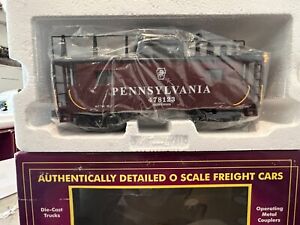 PENNSYLVANIA
478123
AUTHENTICALLY DETAILED O SCALE FREIGHT CARS
Die-Cast
Trucks
Operating
Metal
Couplers